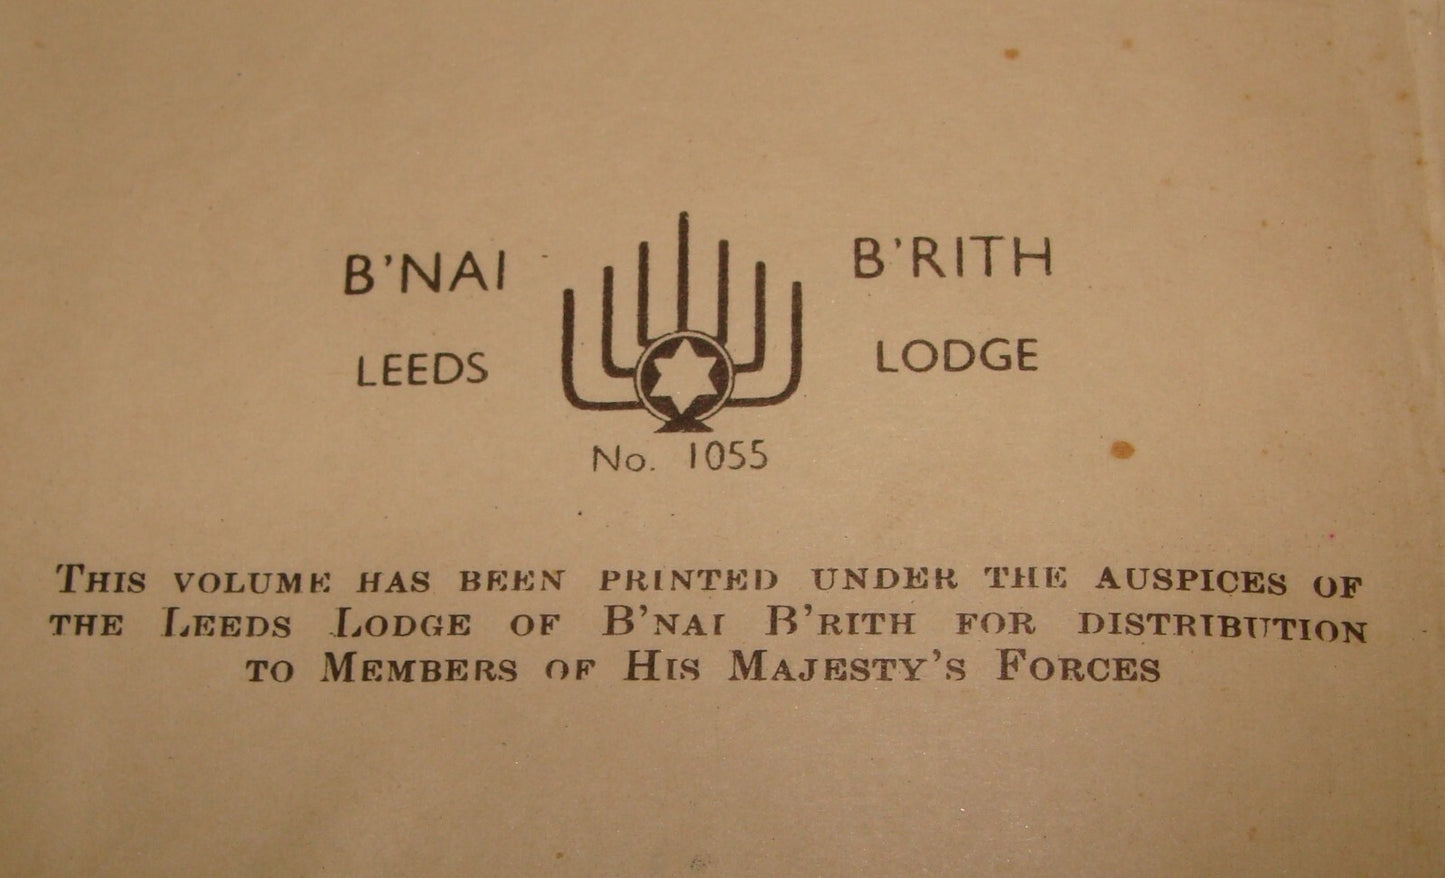 B'NAI B'RITH
LEEDS LODGE
No. 1055
THIS VOLUME HAS BEEN PRINTED UNDER THE AUSPICES OF
THE LEEDS LODGE OF B'NAI B'RITH FOR DISTRIBUTION
TO MEMBERS OF HIS MAJESTY'S FORCES